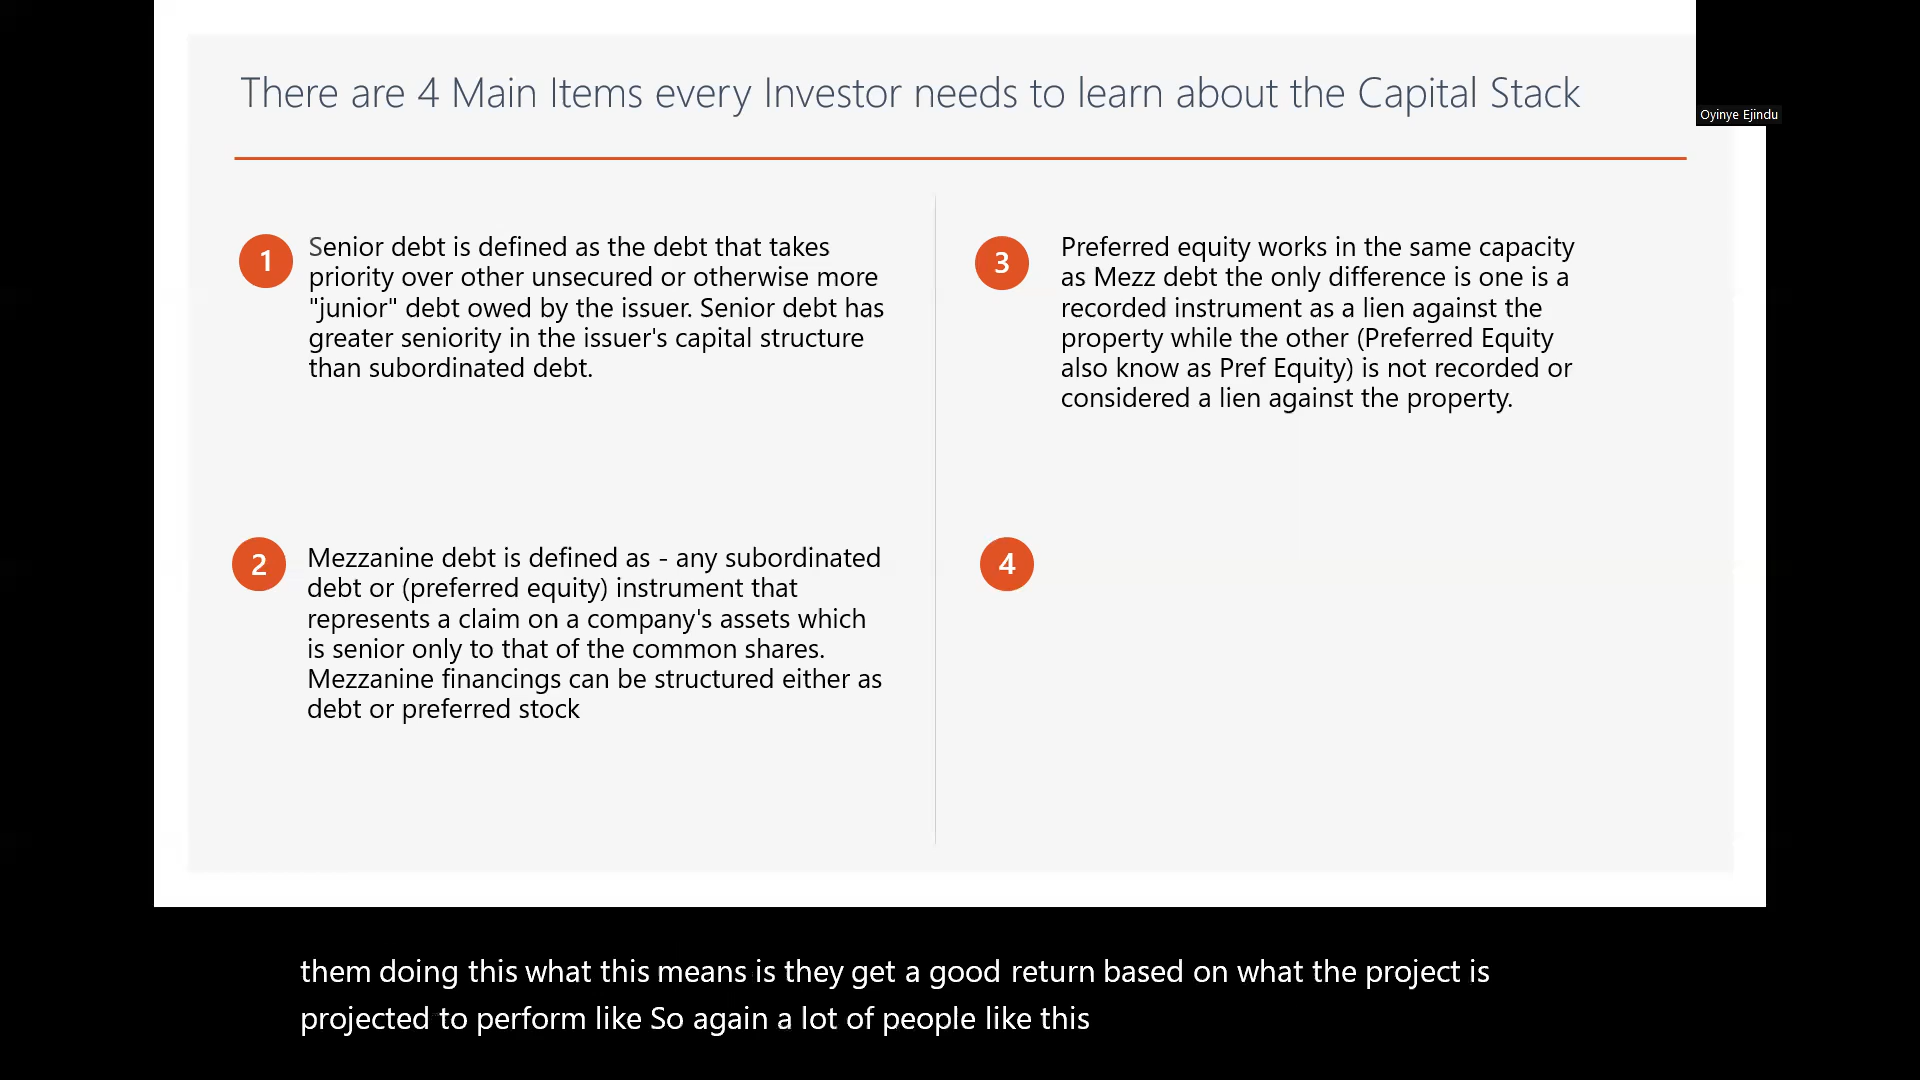 There are 4 Main Items every Investor needs to learn about the Capital Stack
Oyinye Ejindu
1
Senior debt is defined as the debt that takes
priority over other unsecured or otherwise more
"junior" debt owed by the issuer. Senior debt has
greater seniority in the issuer's capital structure
than subordinated debt.
2
Mezzanine debt is defined as - any subordinated
debt or (preferred equity) instrument that
represents a claim on a company's assets which
is senior only to that of the common shares.
Mezzanine financings can be structured either as
debt or preferred stock
3
Preferred equity works in the same capacity
as Mezz debt the only difference is one is a
recorded instrument as a lien against the
property while the other (Preferred Equity
also know as Pref Equity) is not recorded or
considered a lien against the property.
4
them doing this what this means is they get a good return based on what the project is
projected to perform like So again a lot of people like this